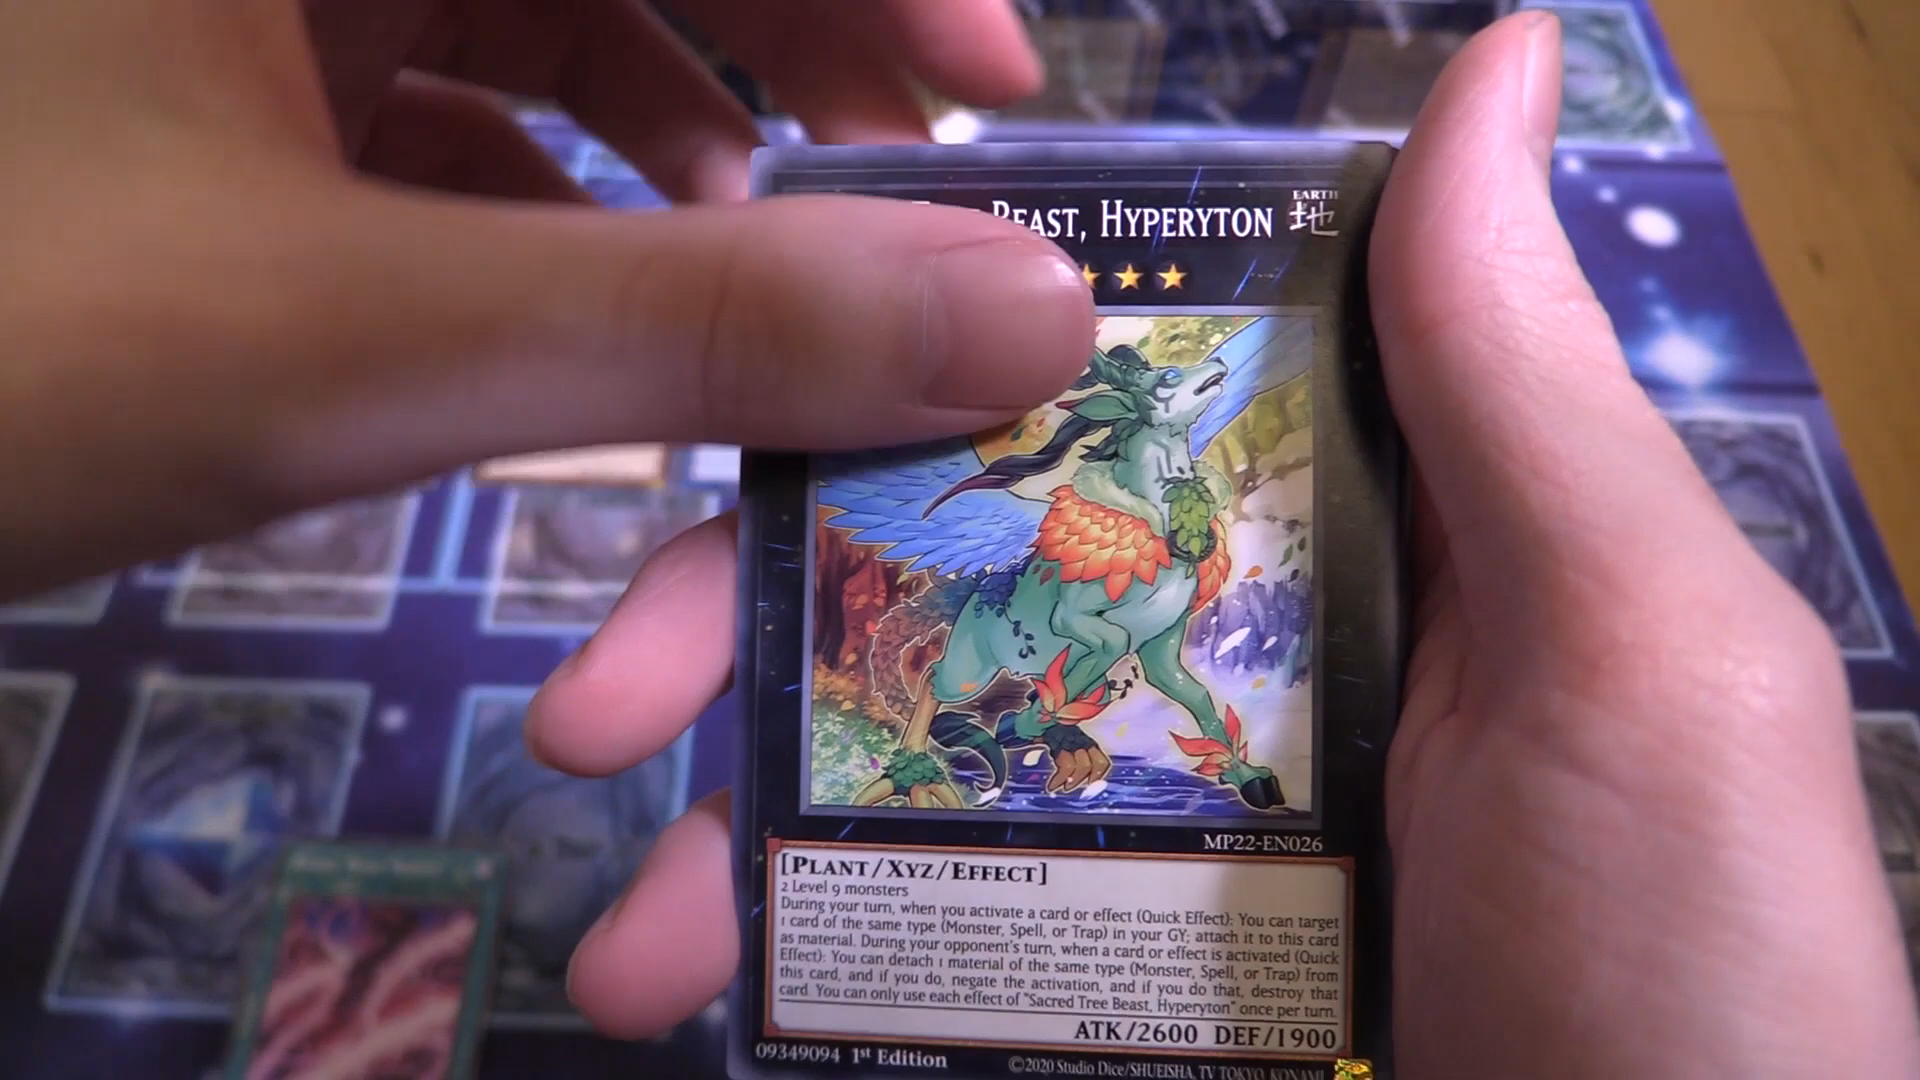 EARTH
地
BEAST, HYPERYTON
MP22-EN026
[PLANT/XYZ/EFFECT]
2 Level 9 monsters
During your turn, when you activate a card or effect (Quick Effect): You can target
1 card of the same type (Monster, Spell, or Trap) in your GY; attach it to this card
as material. During your opponent's turn, when a card or effect is activated (Quick
Effect): You can detach 1 material of the same type (Monster, Spell, or Trap) from
this card, and if you do, negate the activation, and if you do that, destroy that
card. You can only use each effect of "Sacred Tree Beast, Hyperyton" once per turn.
ATK/2600 DEF/1900
09349094 1st Edition
©2020 Studio Dice/SHUEISHA, TV TOKYO, KONAMI